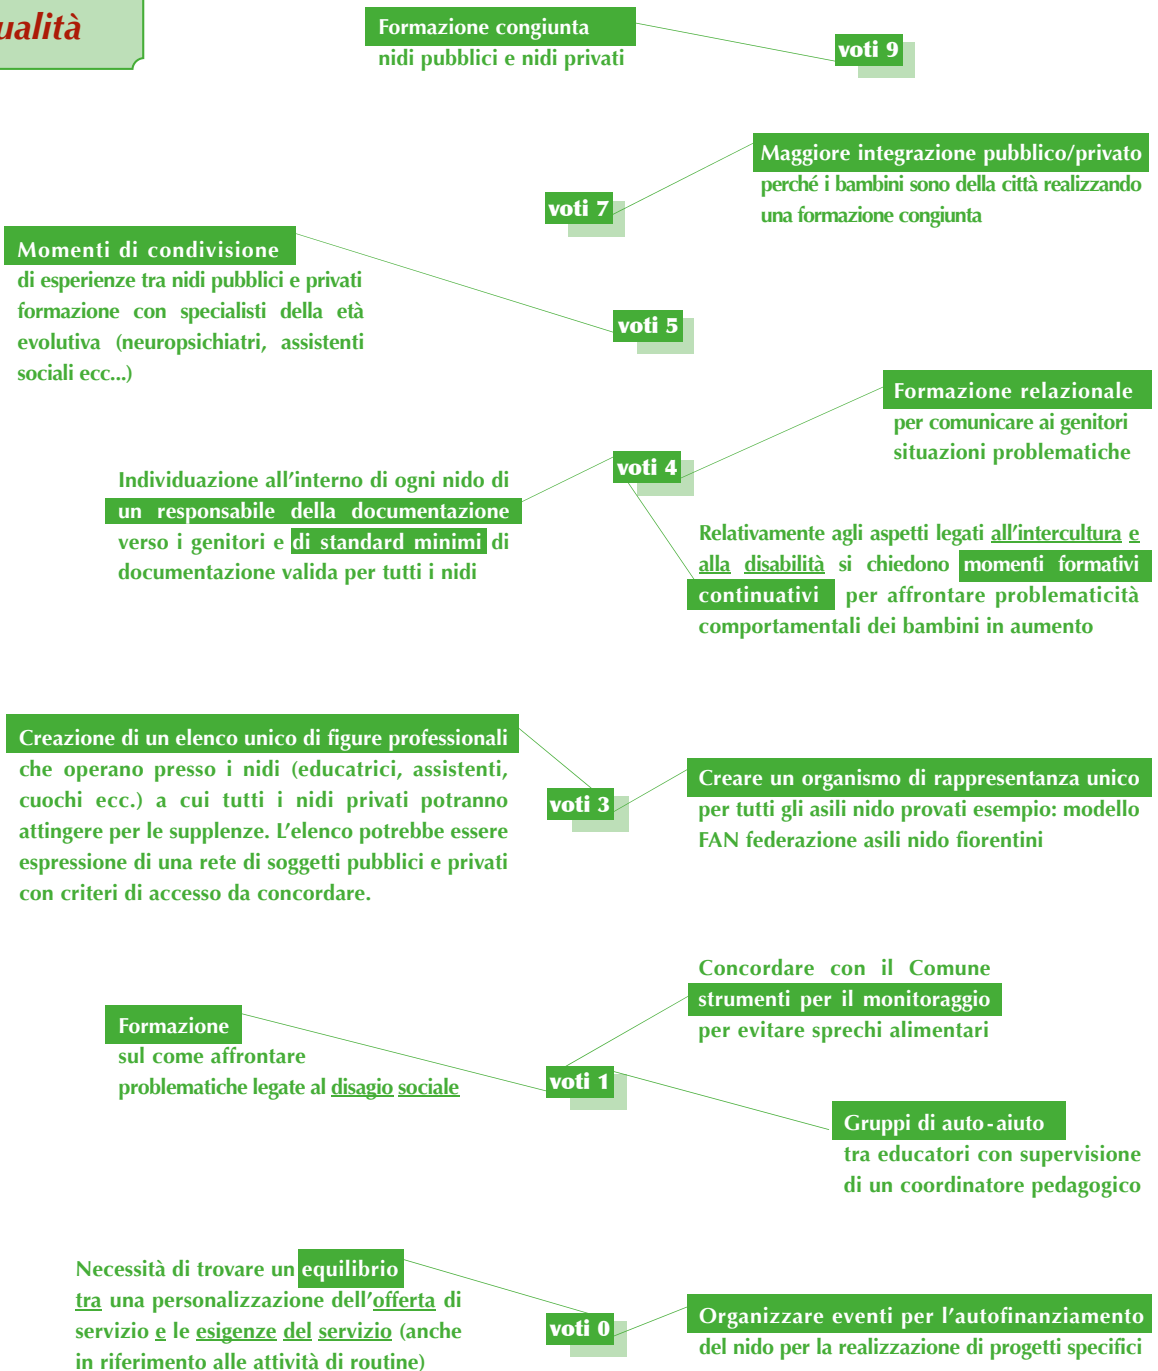 ualità
Formazione congiunta
nidi pubblici e nidi privati
voti 9
Maggiore integrazione pubblico/privato
perché i bambini sono della città realizzando
una formazione congiunta
voti 7
Momenti di condivisione
di esperienze tra nidi pubblici e privati
formazione con specialisti della età
evolutiva (neuropsichiatri, assistenti
sociali ecc...)
voti 5
Formazione relazionale
per comunicare ai genitori
situazioni problematiche
voti 4
Individuazione all'interno di ogni nido di
un responsabile della documentazione
verso i genitori e di standard minimi di
documentazione valida per tutti i nidi
Relativamente agli aspetti legati all'intercultura e
alla disabilità si chiedono momenti formativi
continuativi per affrontare problematicità
comportamentali dei bambini in aumento
Creazione di un elenco unico di figure professionali
che operano presso i nidi (educatrici, assistenti,
cuochi ecc.) a cui tutti i nidi privati potranno
attingere per le supplenze. L'elenco potrebbe essere
espressione di una rete di soggetti pubblici e privati
con criteri di accesso da concordare.
voti 3
Creare un organismo di rappresentanza unico
per tutti gli asili nido provati esempio: modello
FAN federazione asili nido fiorentini
Concordare con il Comune
strumenti per il monitoraggio
per evitare sprechi alimentari
Formazione
sul come affrontare
problematiche legate al disagio sociale
voti 1
Gruppi di auto-aiuto
tra educatori con supervisione
di un coordinatore pedagogico
Necessità di trovare un equilibrio
tra una personalizzazione dell'offerta di
servizio e le esigenze del servizio (anche
in riferimento alle attività di routine)
voti 0
Organizzare eventi per l'autofinanziamento
del nido per la realizzazione di progetti specifici